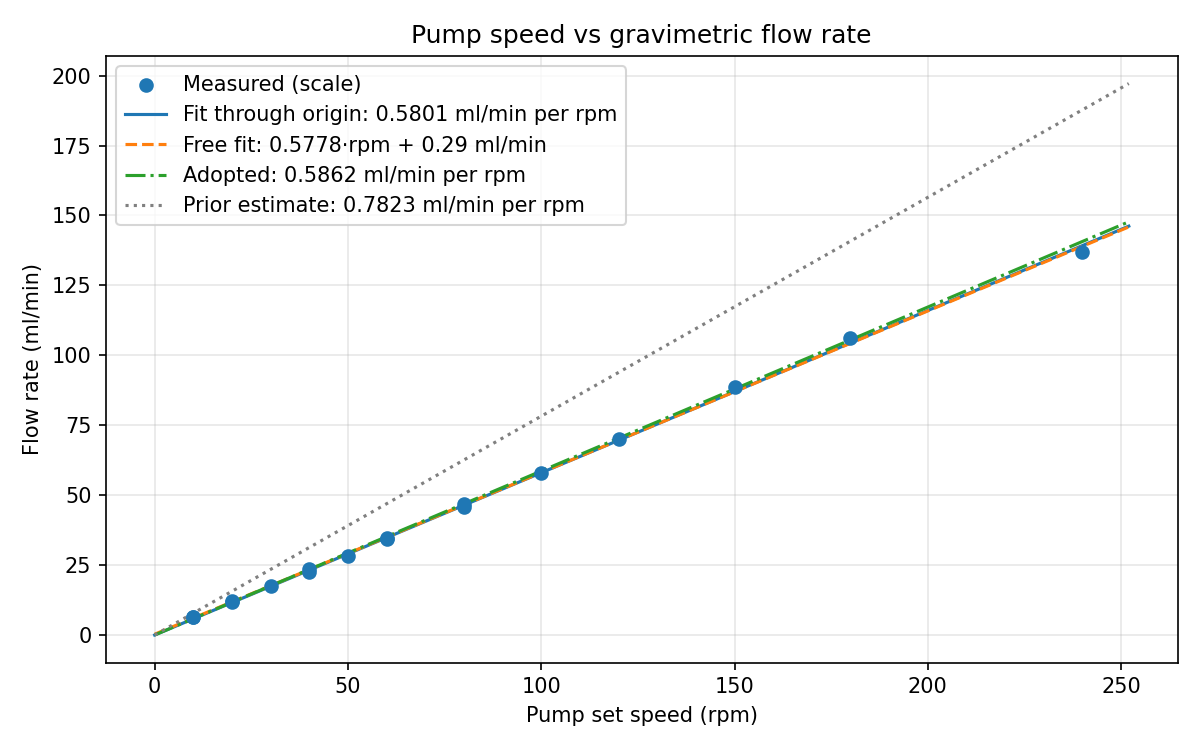 Pump speed vs gravimetric flow rate
Measured (scale)
Fit through origin: 0.5801 ml/min per rpm
Free fit: 0.5778·rpm + 0.29 ml/min
Adopted: 0.5862 ml/min per rpm
Prior estimate: 0.7823 ml/min per rpm
Flow rate (ml/min)
200
175
150
125
100
75
50
25
0
0 50 100 150 200 250
Pump set speed (rpm)